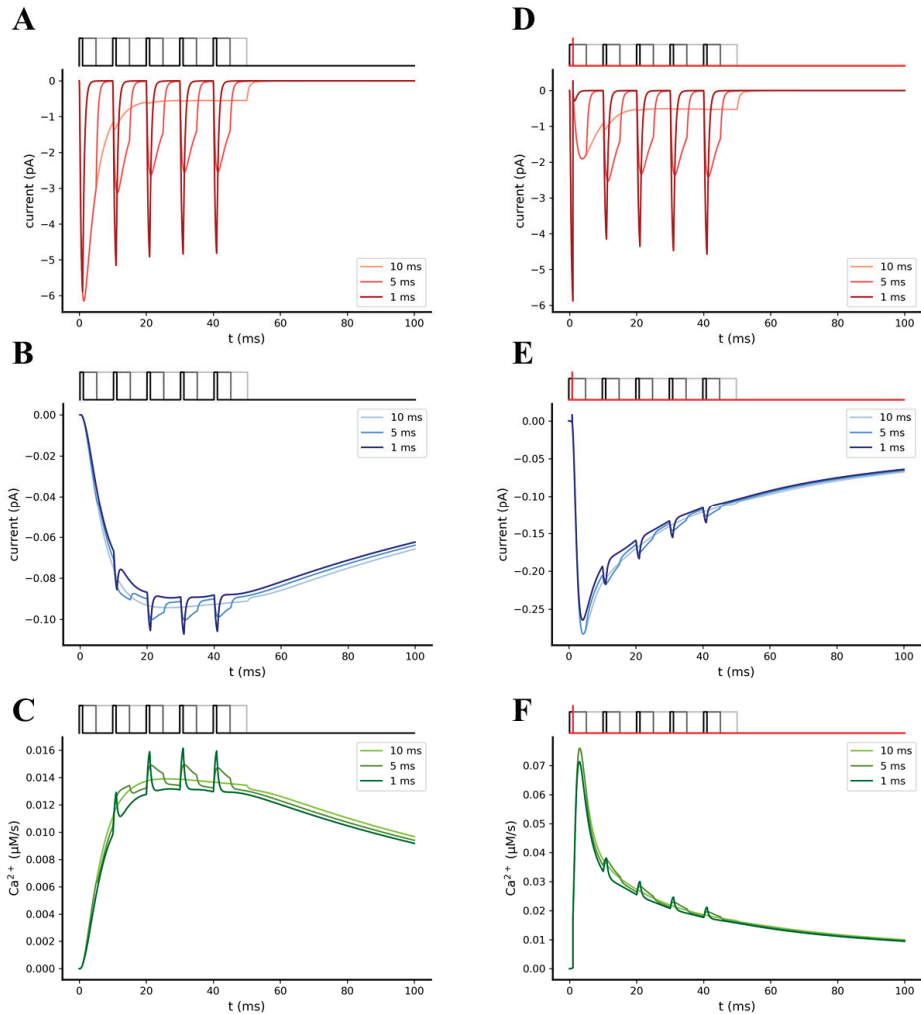 A
0
−1
−2
−3
−4
−5
−6
current (pA)
10 ms
5 ms
1 ms
0 20 40 60 80 100
t (ms)
D
0
−1
−2
−3
−4
−5
−6
current (pA)
10 ms
5 ms
1 ms
0 20 40 60 80 100
t (ms)
B
0.00
−0.02
−0.04
−0.06
−0.08
−0.10
current (pA)
10 ms
5 ms
1 ms
0 20 40 60 80 100
t (ms)
E
0.00
−0.05
−0.10
−0.15
−0.20
−0.25
current (pA)
10 ms
5 ms
1 ms
0 20 40 60 80 100
t (ms)
C
0.016
0.014
0.012
0.010
0.008
0.006
0.004
0.002
0.000
Ca²⁺ (μM/s)
10 ms
5 ms
1 ms
0 20 40 60 80 100
t (ms)
F
0.07
0.06
0.05
0.04
0.03
0.02
0.01
0.00
Ca²⁺ (μM/s)
10 ms
5 ms
1 ms
0 20 40 60 80 100
t (ms)